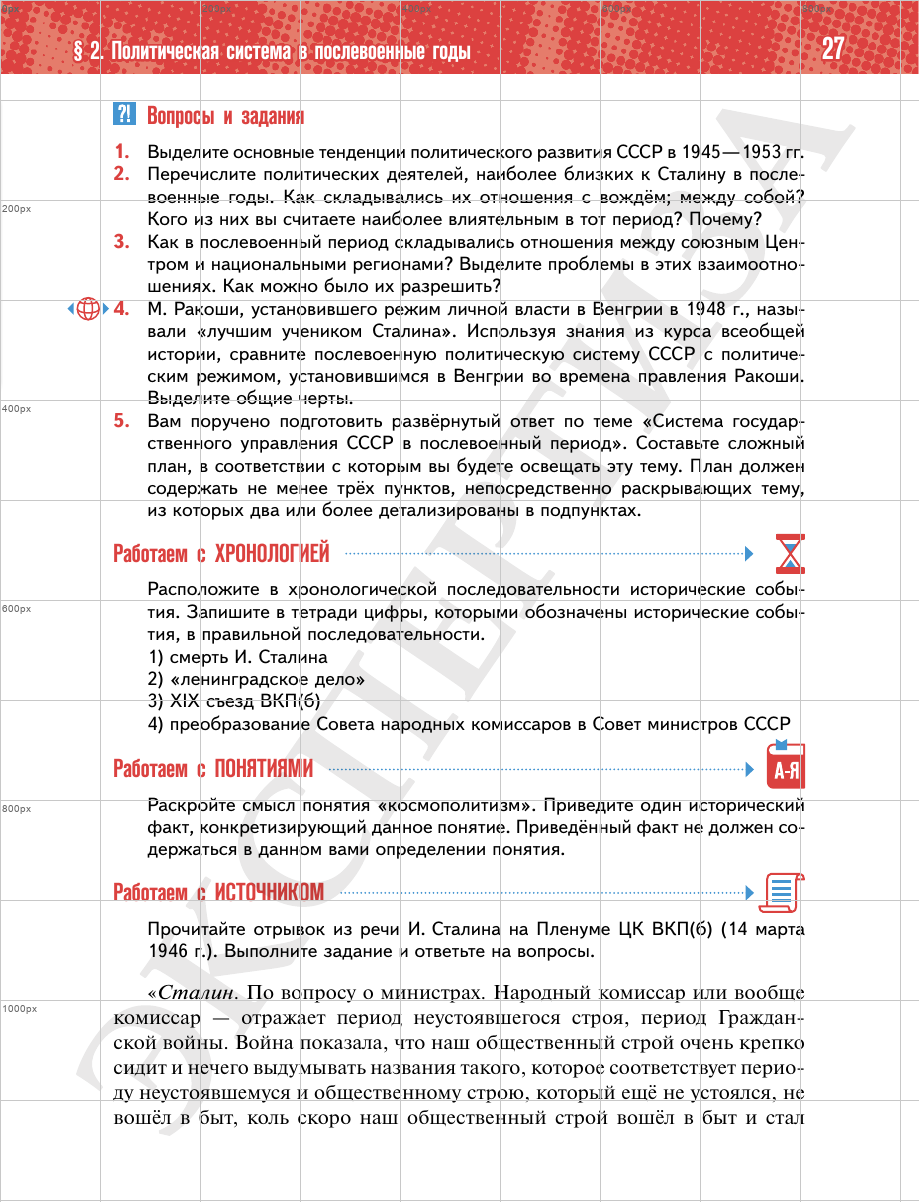 § 2. Политическая система в послевоенные годы 27
?! Вопросы и задания
1. Выделите основные тенденции политического развития СССР в 1945—1953 гг.
2. Перечислите политических деятелей, наиболее близких к Сталину в после-
военные годы. Как складывались их отношения с вождём; между собой?
200px
Кого из них вы считаете наиболее влиятельным в тот период? Почему?
3. Как в послевоенный период складывались отношения между союзным Цен-
тром и национальными регионами? Выделите проблемы в этих взаимоотно-
шениях. Как можно было их разрешить?
4. М. Ракоши, установившего режим личной власти в Венгрии в 1948 г., назы-
вали «лучшим учеником Сталина». Используя знания из курса всеобщей
истории, сравните послевоенную политическую систему СССР с политиче-
ским режимом, установившимся в Венгрии во времена правления Ракоши.
Выделите общие черты.
400px
5. Вам поручено подготовить развёрнутый ответ по теме «Система государ-
ственного управления СССР в послевоенный период». Составьте сложный
план, в соответствии с которым вы будете освещать эту тему. План должен
содержать не менее трёх пунктов, непосредственно раскрывающих тему,
из которых два или более детализированы в подпунктах.
Работаем с ХРОНОЛОГИЕЙ
Расположите в хронологической последовательности исторические собы-
600px
тия. Запишите в тетради цифры, которыми обозначены исторические собы-
тия, в правильной последовательности.
1) смерть И. Сталина
2) «ленинградское дело»
3) XIX съезд ВКП(б)
4) преобразование Совета народных комиссаров в Совет министров СССР
Работаем с ПОНЯТИЯМИ
А-Я
Раскройте смысл понятия «космополитизм». Приведите один исторический
800px
факт, конкретизирующий данное понятие. Приведённый факт не должен со-
держаться в данном вами определении понятия.
Работаем с ИСТОЧНИКОМ
Прочитайте отрывок из речи И. Сталина на Пленуме ЦК ВКП(б) (14 марта
1946 г.). Выполните задание и ответьте на вопросы.
«Сталин. По вопросу о министрах. Народный комиссар или вообще
1000px
комиссар — отражает период неустоявшегося строя, период Граждан-
ской войны. Война показала, что наш общественный строй очень крепко
сидит и нечего выдумывать названия такого, которое соответствует перио-
ду неустоявшемуся и общественному строю, который ещё не устоялся, не
вошёл в быт, коль скоро наш общественный строй вошёл в быт и стал
ЭКСПЕРТИЗА